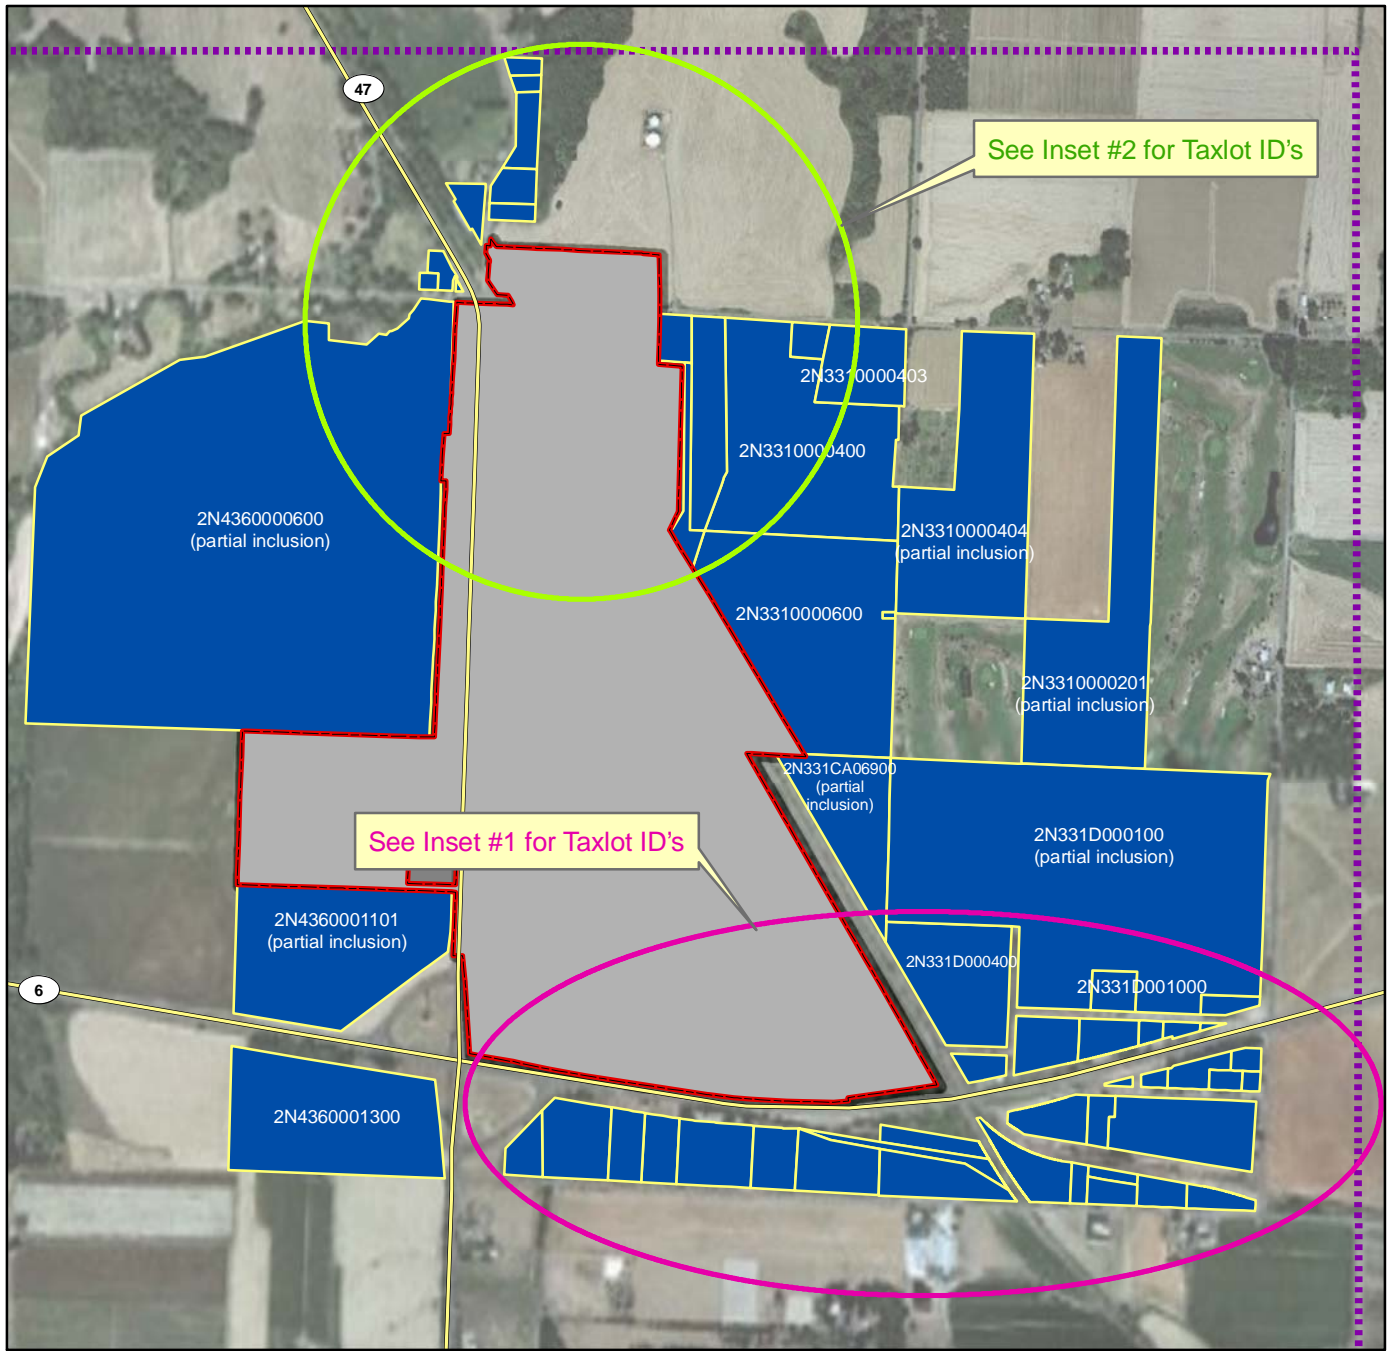 47
See Inset #2 for Taxlot ID's
2N3310000403
2N3310000400
2N4360000600
(partial inclusion)
2N3310000404
(partial inclusion)
2N3310000600
2N3310000201
(partial inclusion)
2N331CA06900
(partial
inclusion)
See Inset #1 for Taxlot ID's
2N331D000100
(partial inclusion)
2N4360001101
(partial inclusion)
2N331D000400
2N331D001000
6
2N4360001300